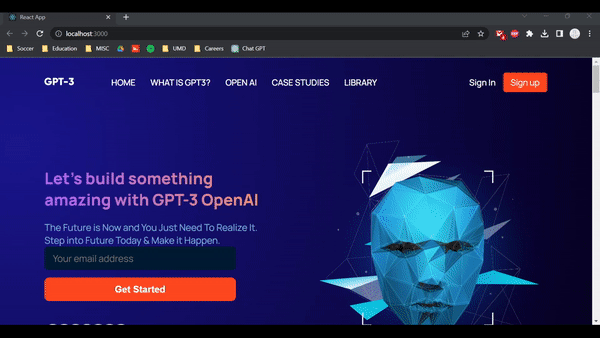 React App
localhost:3000
Soccer
Education
MISC
UMD
Careers
Chat GPT
GPT-3
HOME
WHAT IS GPT3?
OPEN AI
CASE STUDIES
LIBRARY
Sign In
Sign up
Let's build something
amazing with GPT-3 OpenAI
The Future is Now and You Just Need To Realize It.
Step into Future Today & Make it Happen.
Your email address
Get Started